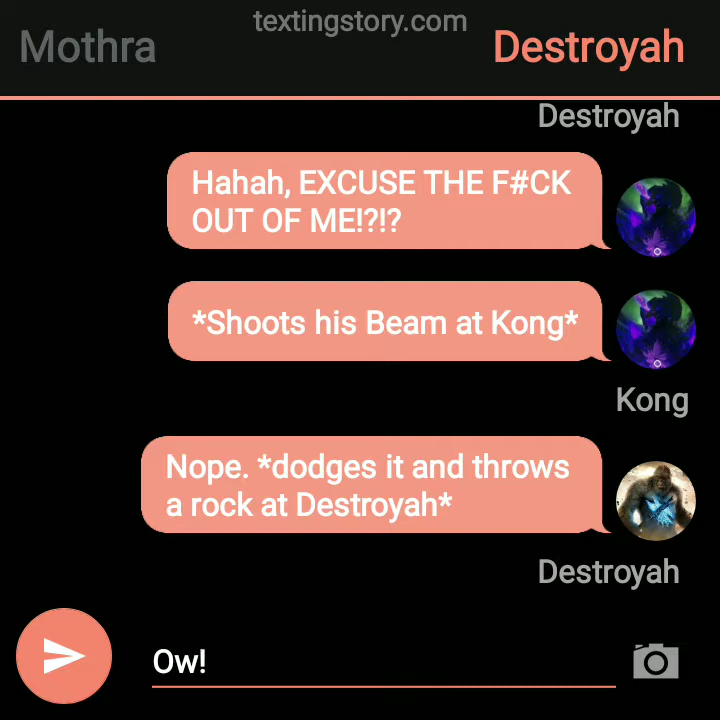 textingstory.com
Mothra
Destroyah
Destroyah
Hahah, EXCUSE THE F#CK
OUT OF ME!?!?
*Shoots his Beam at Kong*
Kong
Nope. *dodges it and throws
a rock at Destroyah*
Destroyah
Ow!